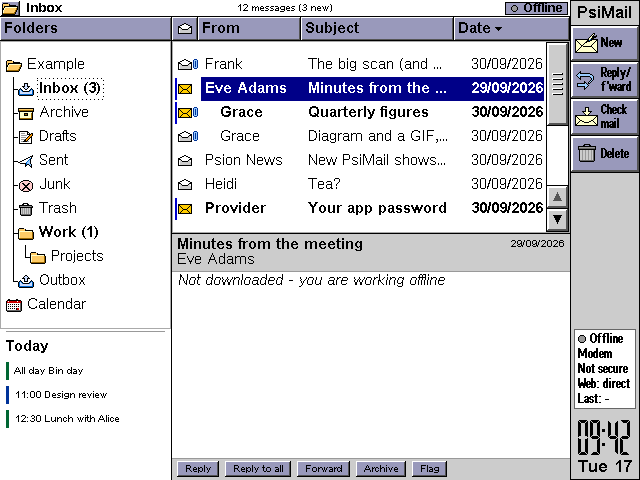 Inbox
12 messages (3 new)
Offline
PsiMail
Folders
From
Subject
Date
Example
Inbox (3)
Archive
Drafts
Sent
Junk
Trash
Work (1)
Projects
Outbox
Calendar
Frank The big scan (and ... 30/09/2026
Eve Adams Minutes from the ... 29/09/2026
Grace Quarterly figures 30/09/2026
Grace Diagram and a GIF,... 30/09/2026
Psion News New PsiMail shows... 30/09/2026
Heidi Tea? 30/09/2026
Provider Your app password 30/09/2026
New
Reply/
f'ward
Check
mail
Delete
Minutes from the meeting 29/09/2026
Eve Adams
Not downloaded - you are working offline
Today
All day Bin day
11:00 Design review
12:30 Lunch with Alice
Reply
Reply to all
Forward
Archive
Flag
Offline
Modem
Not secure
Web: direct
Last: -
09:42
Tue 17